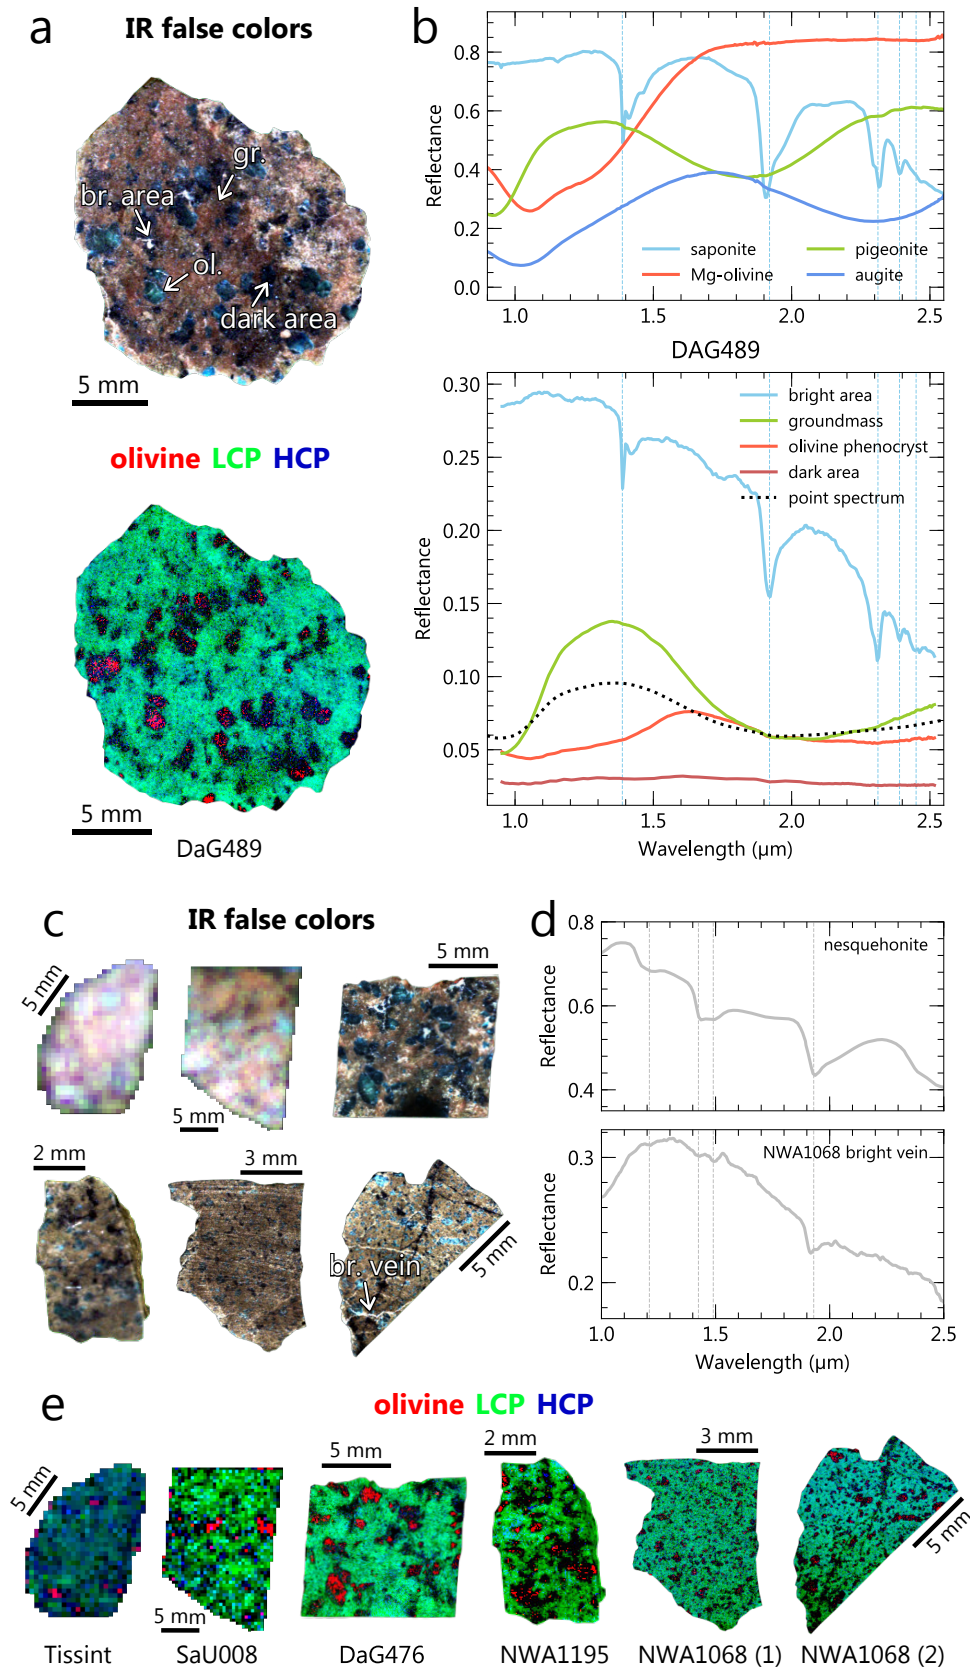 a
IR false colors
gr.
br. area
ol.
dark area
5 mm
olivine LCP HCP
5 mm
DaG489
b
0.8
0.6
0.4
0.2
0.0
Reflectance
saponite
Mg-olivine
pigeonite
augite
1.0
1.5
2.0
2.5
DAG489
0.30
0.25
0.20
0.15
0.10
0.05
Reflectance
bright area
groundmass
olivine phenocryst
dark area
point spectrum
1.0
1.5
2.0
2.5
Wavelength (µm)
c
IR false colors
5 mm
5 mm
5 mm
2 mm
3 mm
br. vein
5 mm
d
0.8
0.6
0.4
Reflectance
nesquehonite
0.3
0.2
Reflectance
NWA1068 bright vein
1.0
1.5
2.0
2.5
Wavelength (µm)
e
olivine LCP HCP
5 mm
5 mm
5 mm
2 mm
3 mm
5 mm
Tissint
SaU008
DaG476
NWA1195
NWA1068 (1)
NWA1068 (2)